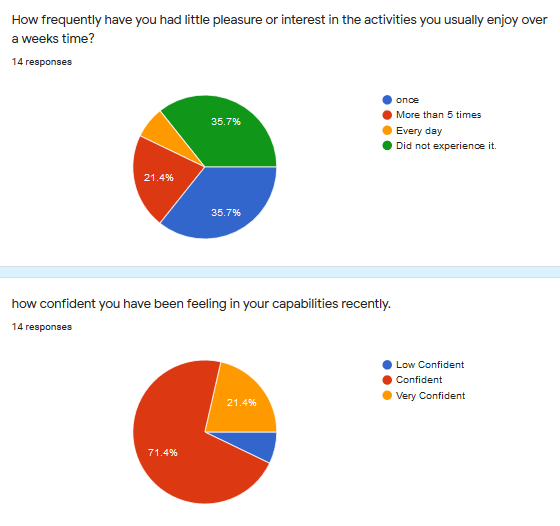 How frequently have you had little pleasure or interest in the activities you usually enjoy over
a weeks time?
14 responses
35.7%
21.4%
35.7%
once
More than 5 times
Every day
Did not experience it.
how confident you have been feeling in your capabilities recently.
14 responses
21.4%
71.4%
Low Confident
Confident
Very Confident